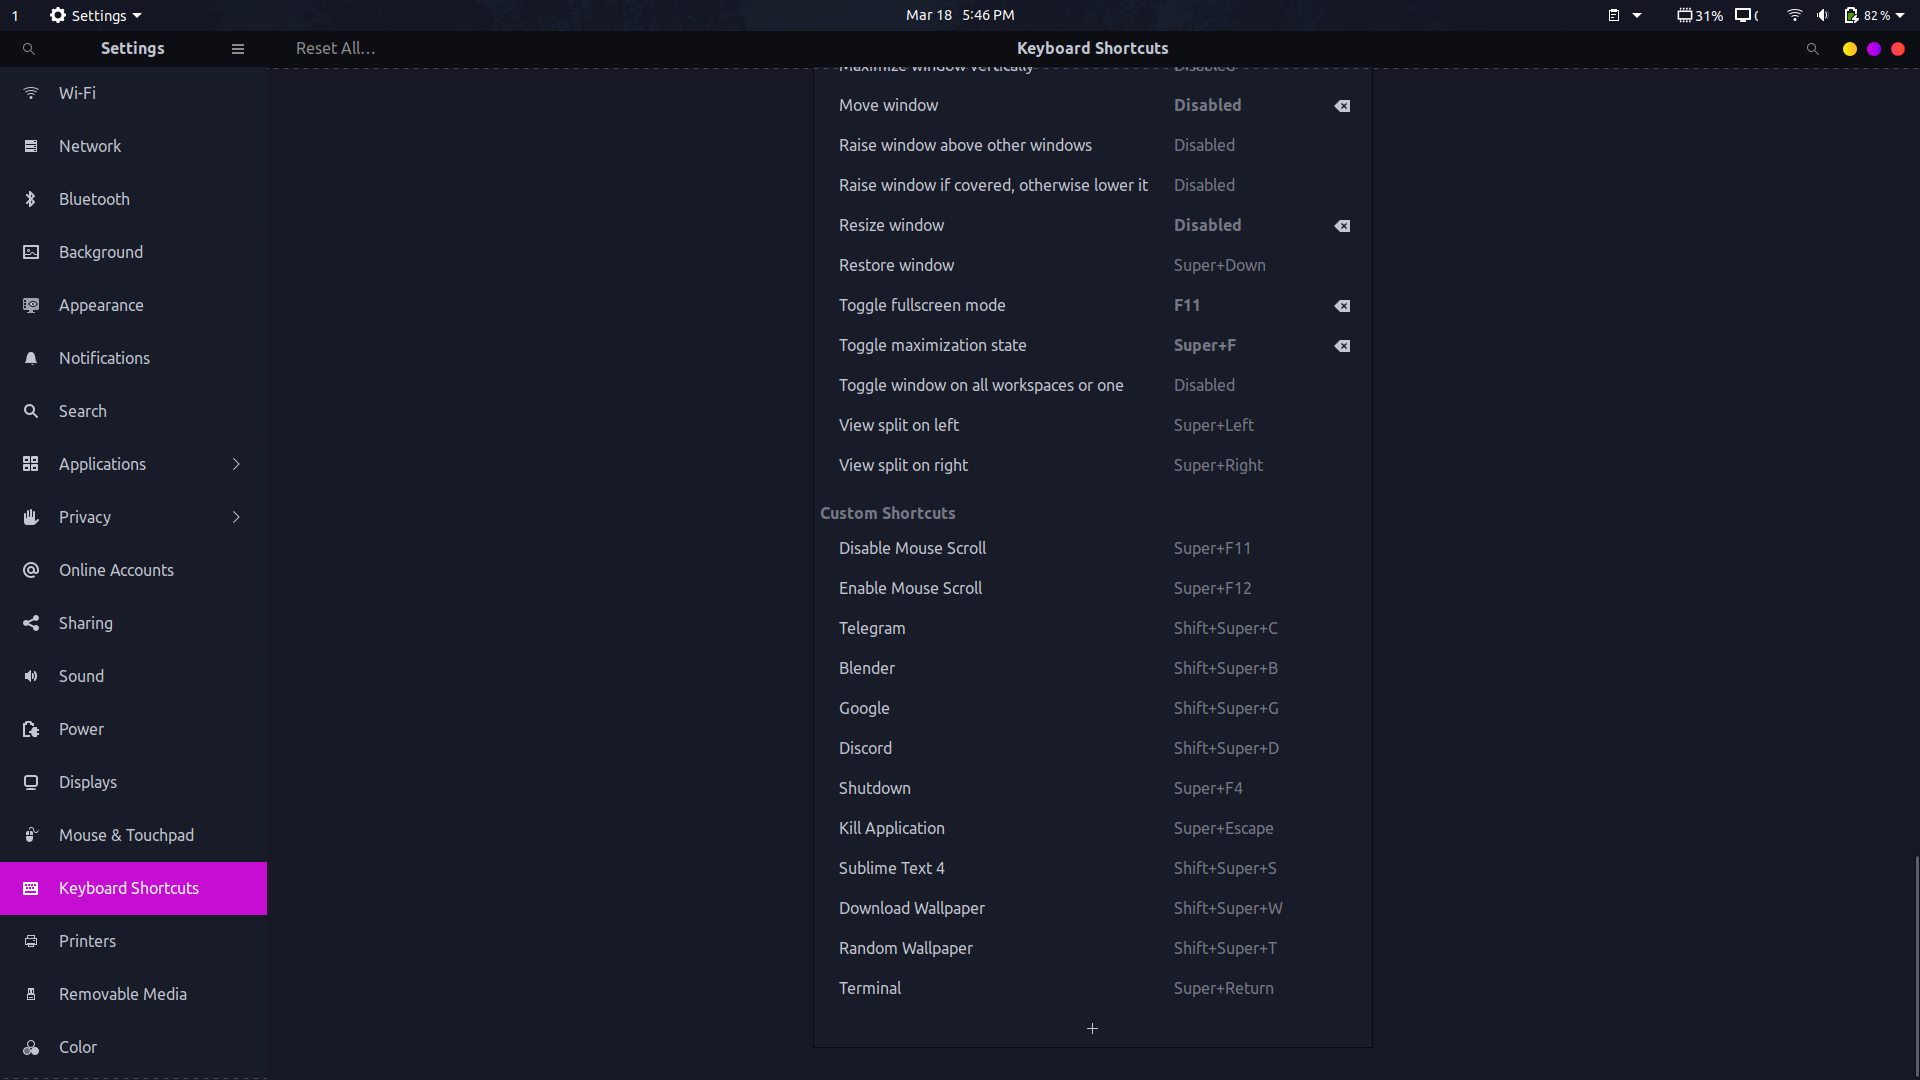 1 Settings Mar 18 5:46 PM 31% 82 %
Settings Reset All... Keyboard Shortcuts
Wi-Fi
Network
Bluetooth
Background
Appearance
Notifications
Search
Applications
Privacy
Online Accounts
Sharing
Sound
Power
Displays
Mouse & Touchpad
Keyboard Shortcuts
Printers
Removable Media
Color
Maximize window vertically Disabled
Move window Disabled
Raise window above other windows Disabled
Raise window if covered, otherwise lower it Disabled
Resize window Disabled
Restore window Super+Down
Toggle fullscreen mode F11
Toggle maximization state Super+F
Toggle window on all workspaces or one Disabled
View split on left Super+Left
View split on right Super+Right
Custom Shortcuts
Disable Mouse Scroll Super+F11
Enable Mouse Scroll Super+F12
Telegram Shift+Super+C
Blender Shift+Super+B
Google Shift+Super+G
Discord Shift+Super+D
Shutdown Super+F4
Kill Application Super+Escape
Sublime Text 4 Shift+Super+S
Download Wallpaper Shift+Super+W
Random Wallpaper Shift+Super+T
Terminal Super+Return
+